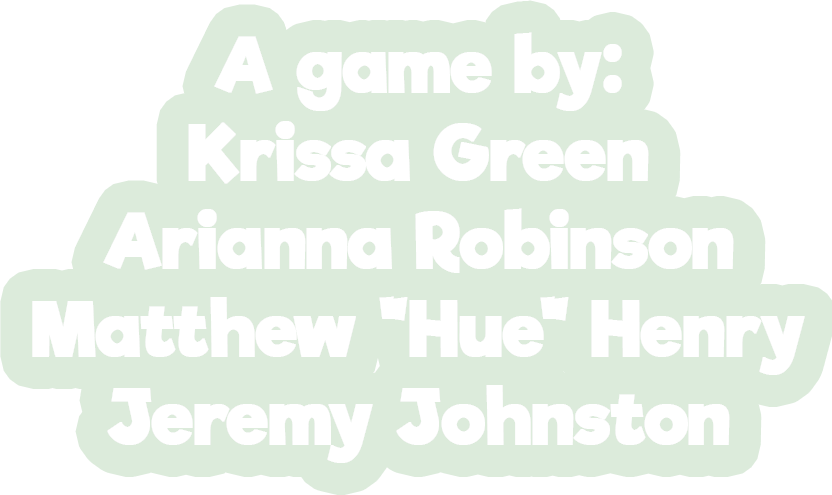 A game by:
Krissa Green
Arianna Robinson
Matthew "Hue" Henry
Jeremy Johnston